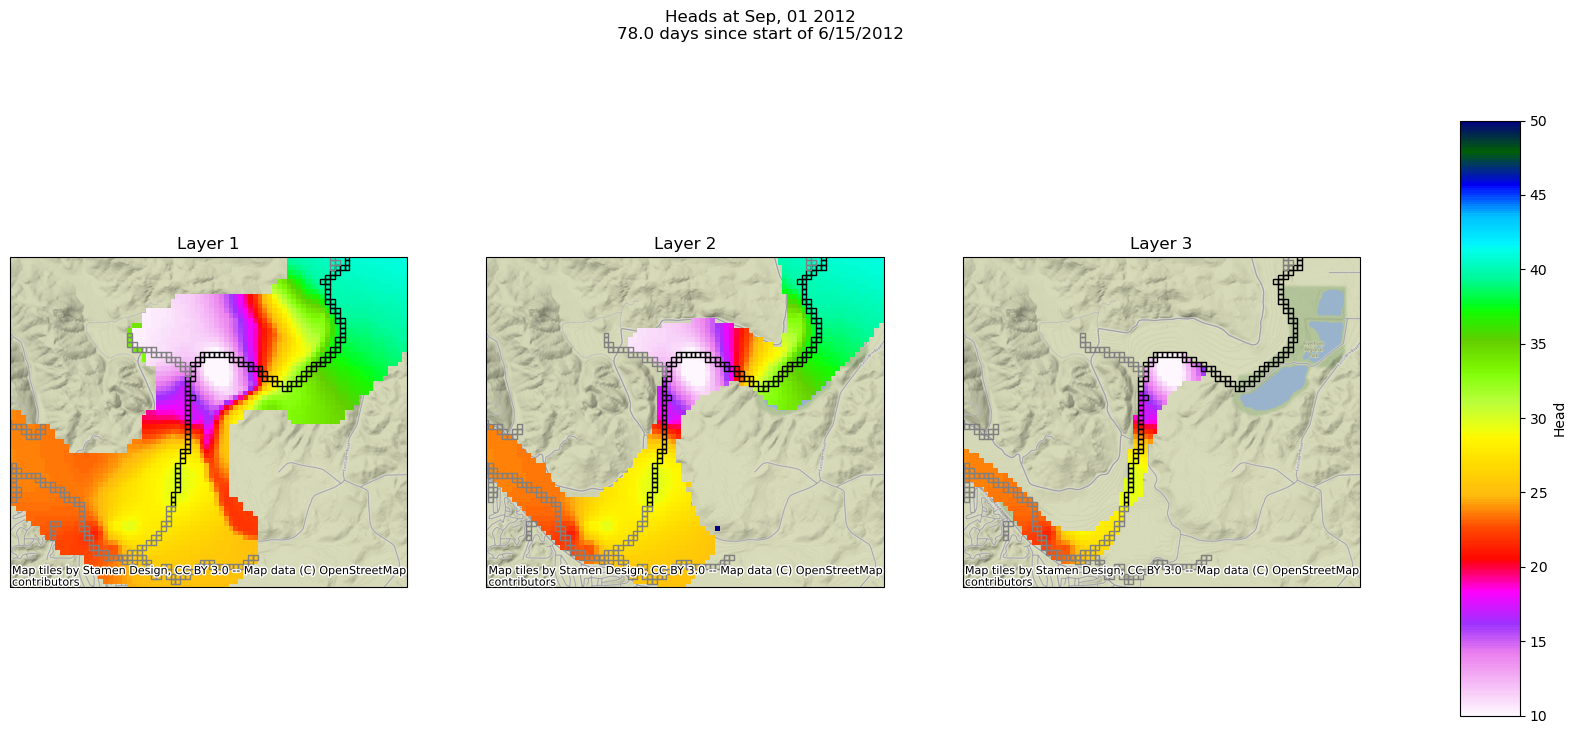 Heads at Sep, 01 2012
78.0 days since start of 6/15/2012
Layer 1
Layer 2
Layer 3
Map tiles by Stamen Design, CC BY 3.0 -- Map data (C) OpenStreetMap
contributors
Map tiles by Stamen Design, CC BY 3.0 -- Map data (C) OpenStreetMap
contributors
Map tiles by Stamen Design, CC BY 3.0 -- Map data (C) OpenStreetMap
contributors
50
45
40
35
30
25
20
15
10
Head